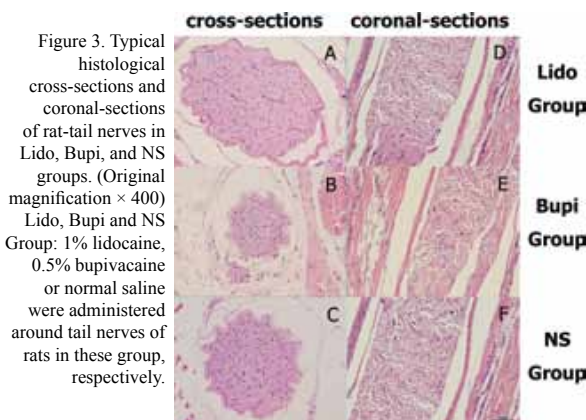 cross-sections coronal-sections
Figure 3. Typical
histological
cross-sections and
coronal-sections
of rat-tail nerves in
Lido, Bupi, and NS
groups. (Original
magnification × 400)
Lido, Bupi and NS
Group: 1% lidocaine,
0.5% bupivacaine
or normal saline
were administered
around tail nerves of
rats in these group,
respectively.
A D
Lido
Group
B E
Bupi
Group
C F
NS
Group